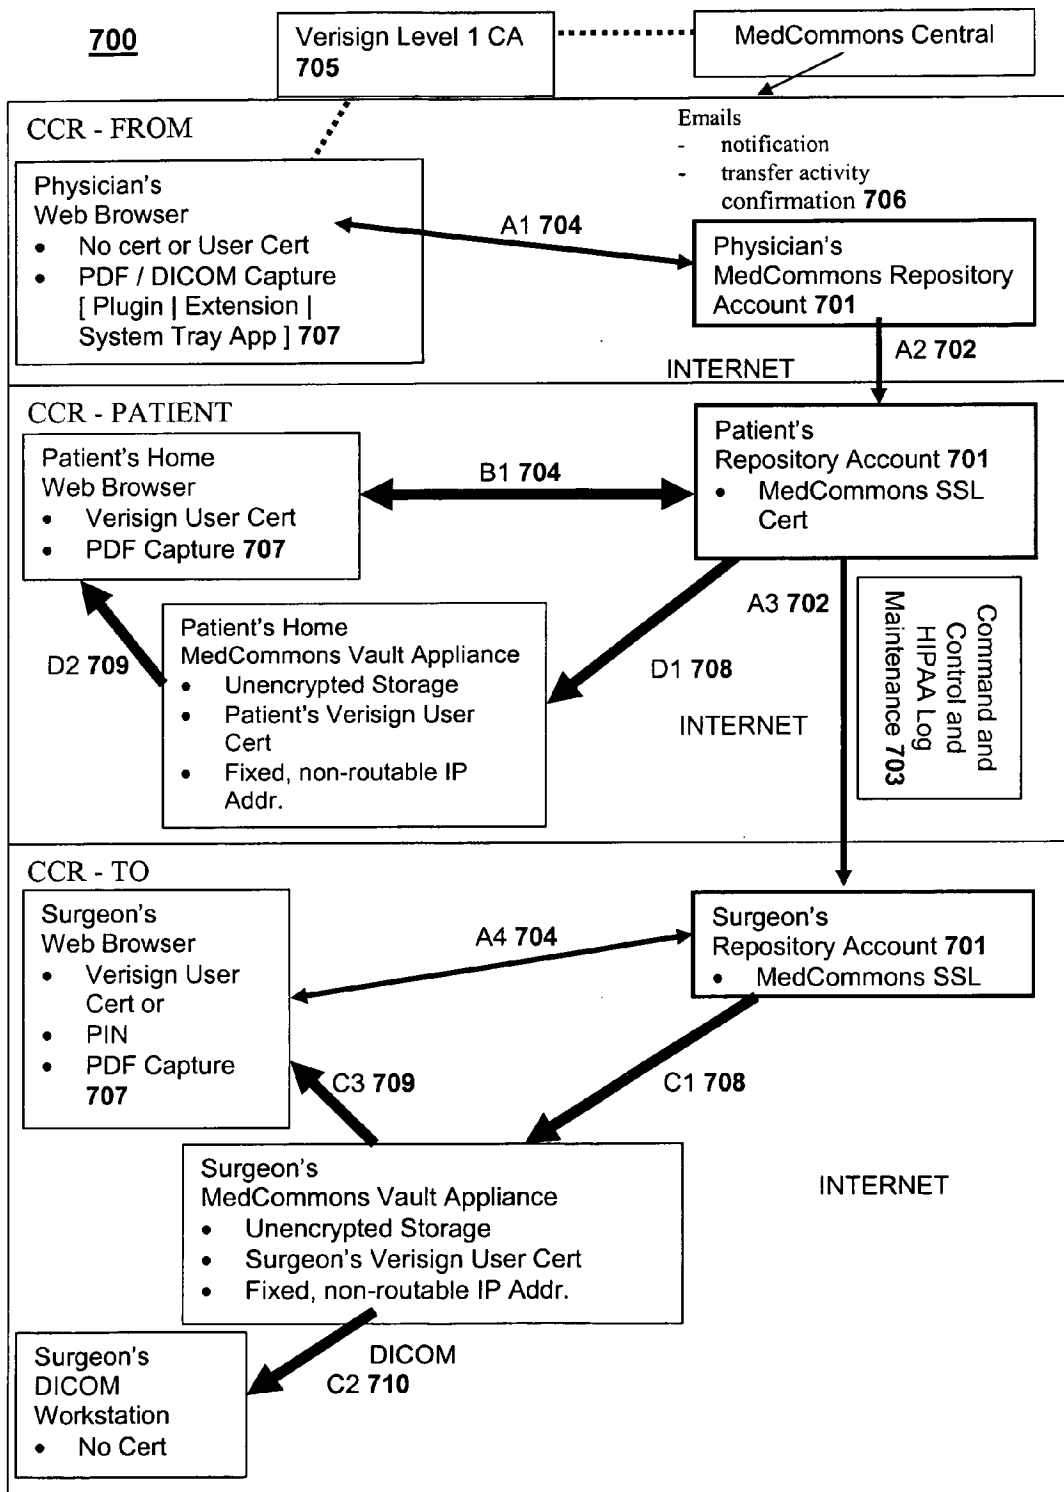 700
Verisign Level 1 CA
705
MedCommons Central
CCR - FROM
Emails
- notification
- transfer activity
confirmation 706
Physician's
Web Browser
• No cert or User Cert
• PDF / DICOM Capture
[ Plugin | Extension |
System Tray App ] 707
A1 704
Physician's
MedCommons Repository
Account 701
A2 702
INTERNET
CCR - PATIENT
Patient's Home
Web Browser
• Verisign User Cert
• PDF Capture 707
B1 704
Patient's
Repository Account 701
• MedCommons SSL
Cert
A3 702
Command and
Control and
HIPAA Log
Maintenance 703
D2 709
Patient's Home
MedCommons Vault Appliance
• Unencrypted Storage
• Patient's Verisign User
Cert
• Fixed, non-routable IP
Addr.
D1 708
INTERNET
CCR - TO
Surgeon's
Web Browser
• Verisign User
Cert or
• PIN
• PDF Capture
707
A4 704
Surgeon's
Repository Account 701
• MedCommons SSL
C3 709
C1 708
Surgeon's
MedCommons Vault Appliance
• Unencrypted Storage
• Surgeon's Verisign User Cert
• Fixed, non-routable IP Addr.
INTERNET
DICOM
C2 710
Surgeon's
DICOM
Workstation
• No Cert